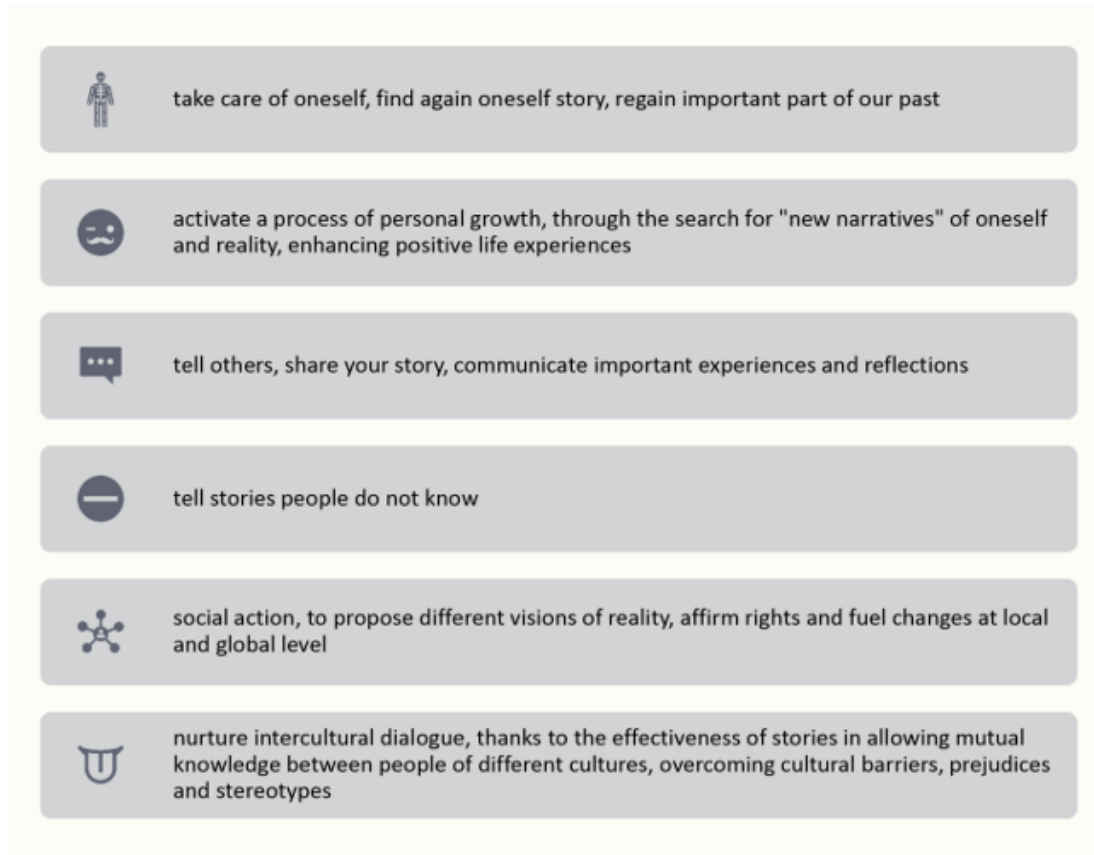 take care of oneself, find again oneself story, regain important part of our past
activate a process of personal growth, through the search for "new narratives" of oneself
and reality, enhancing positive life experiences
tell others, share your story, communicate important experiences and reflections
tell stories people do not know
social action, to propose different visions of reality, affirm rights and fuel changes at local
and global level
nurture intercultural dialogue, thanks to the effectiveness of stories in allowing mutual
knowledge between people of different cultures, overcoming cultural barriers, prejudices
and stereotypes